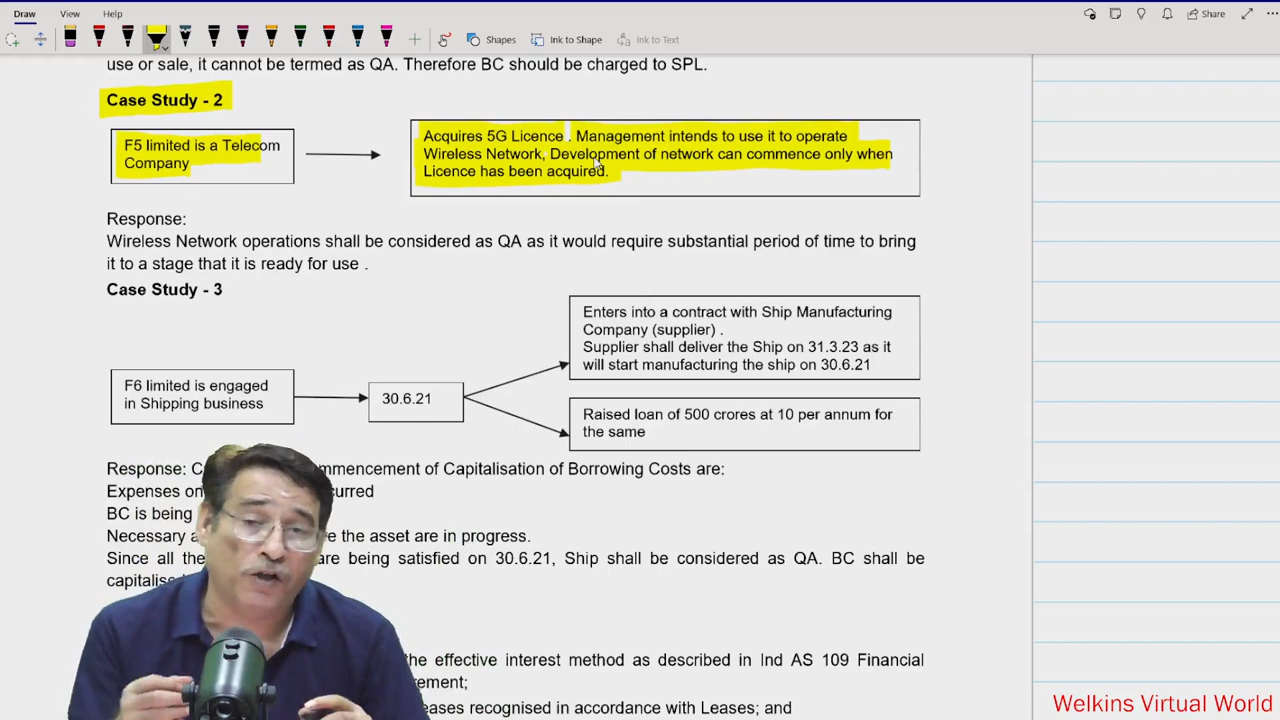 Draw View Help
Share
Shapes Ink to Shape Ink to Text
use or sale, it cannot be termed as QA. Therefore BC should be charged to SPL.
Case Study - 2
F5 limited is a Telecom
Company
Acquires 5G Licence . Management intends to use it to operate
Wireless Network, Development of network can commence only when
Licence has been acquired.
Response:
Wireless Network operations shall be considered as QA as it would require substantial period of time to bring
it to a stage that it is ready for use .
Case Study - 3
Enters into a contract with Ship Manufacturing
Company (supplier) .
Supplier shall deliver the Ship on 31.3.23 as it
will start manufacturing the ship on 30.6.21
F6 limited is engaged
in Shipping business
30.6.21
Raised loan of 500 crores at 10 per annum for
the same
Response: mmencement of Capitalisation of Borrowing Costs are:
Expenses on curred
BC is being
Necessary the asset are in progress.
Since all the are being satisfied on 30.6.21, Ship shall be considered as QA. BC shall be
capitalise
the effective interest method as described in Ind AS 109 Financial
rement;
eases recognised in accordance with Leases; and
Welkins Virtual World